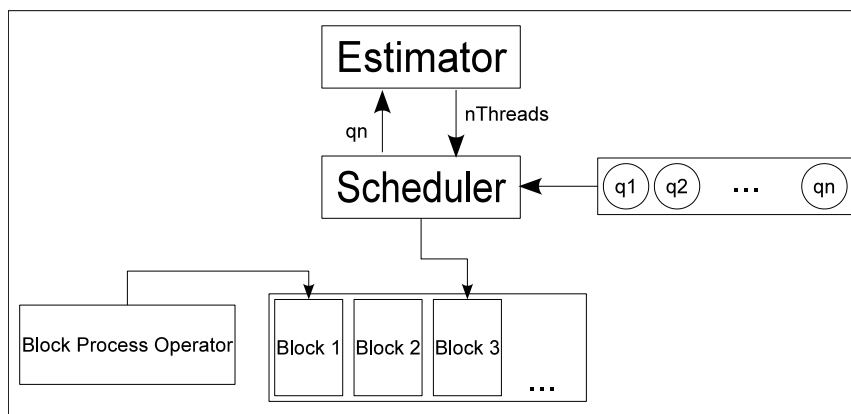 Estimator
qn
nThreads
Scheduler
q1 q2 ... qn
Block Process Operator
Block 1 Block 2 Block 3 ...